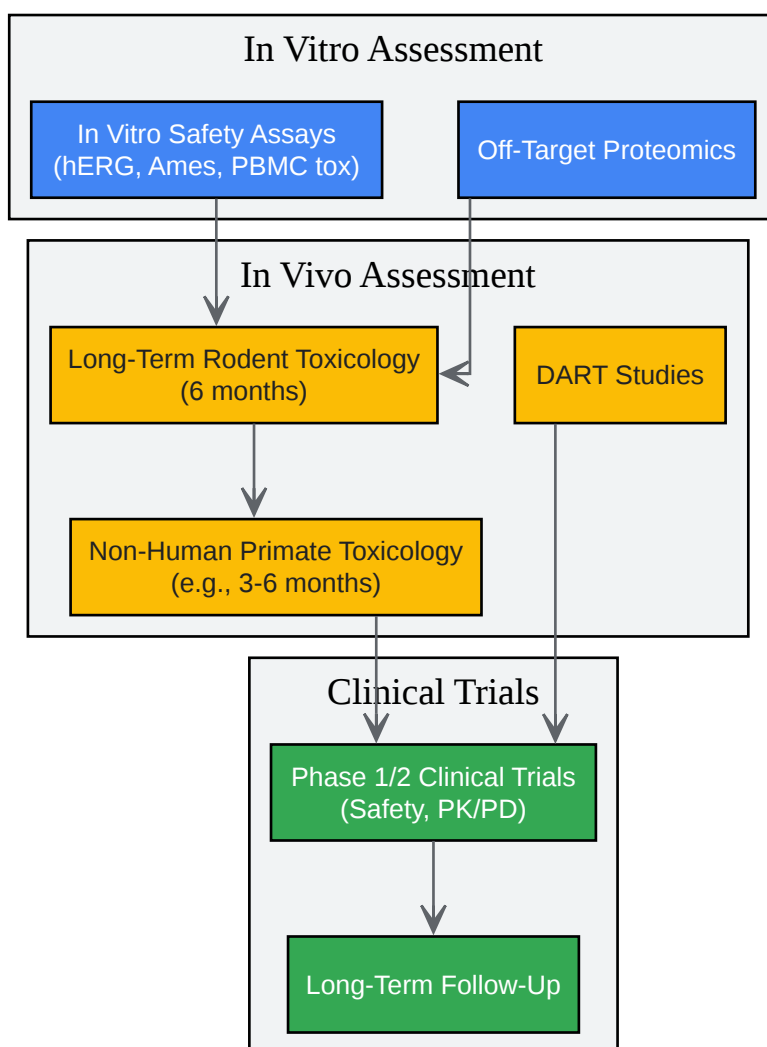 In Vitro Assessment
In Vitro Safety Assays
(hERG, Ames, PBMC tox)
Off-Target Proteomics
In Vivo Assessment
Long-Term Rodent Toxicology
(6 months)
DART Studies
Non-Human Primate Toxicology
(e.g., 3-6 months)
Clinical Trials
Phase 1/2 Clinical Trials
(Safety, PK/PD)
Long-Term Follow-Up